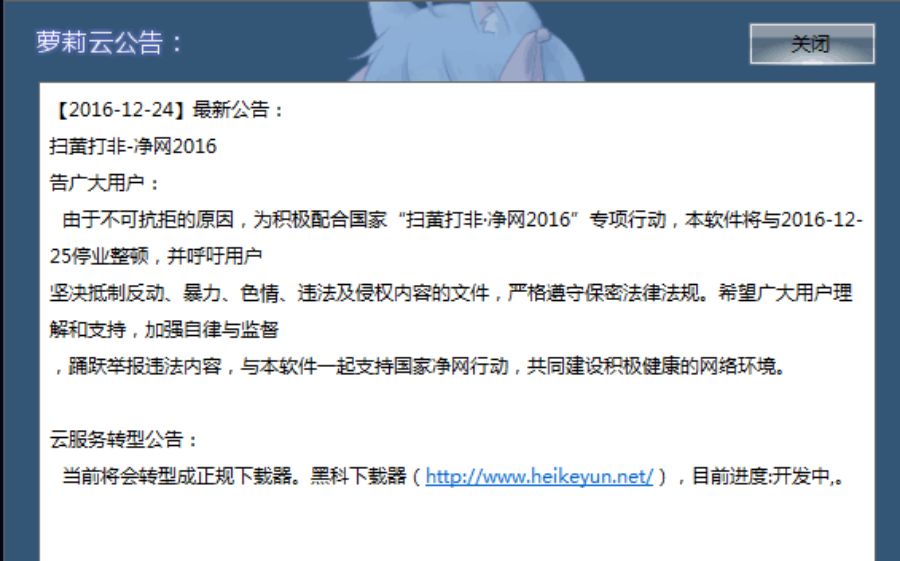 萝莉云公告：
关闭
【2016-12-24】最新公告：
扫黄打非-净网2016
告广大用户：
由于不可抗拒的原因，为积极配合国家“扫黄打非·净网2016”专项行动，本软件将与2016-12-
25停业整顿，并呼吁用户
坚决抵制反动、暴力、色情、违法及侵权内容的文件，严格遵守保密法律法规。希望广大用户理
解和支持，加强自律与监督
，踊跃举报违法内容，与本软件一起支持国家净网行动，共同建设积极健康的网络环境。
云服务转型公告：
当前将会转型成正规下载器。黑科下载器（http://www.heikeyun.net/），目前进度:开发中,。